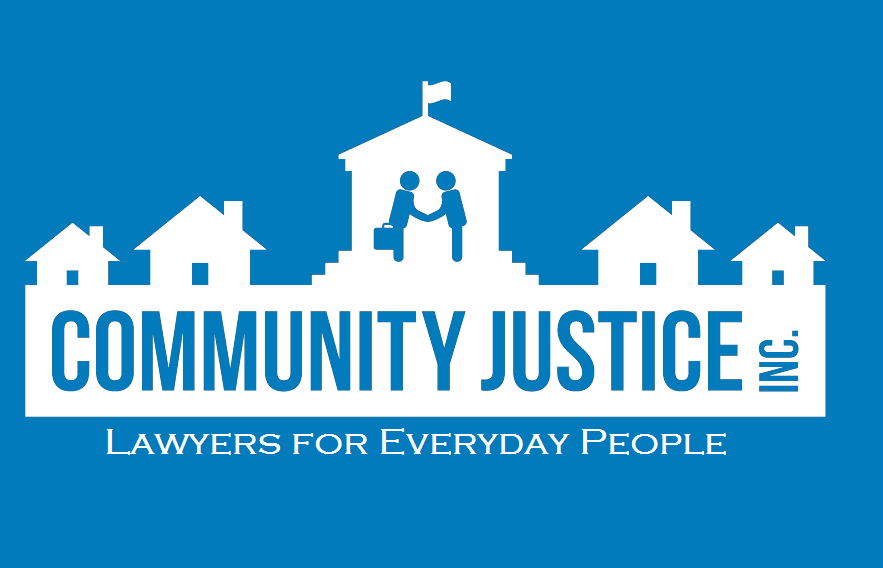 COMMUNITY JUSTICE INC.
LAWYERS FOR EVERYDAY PEOPLE